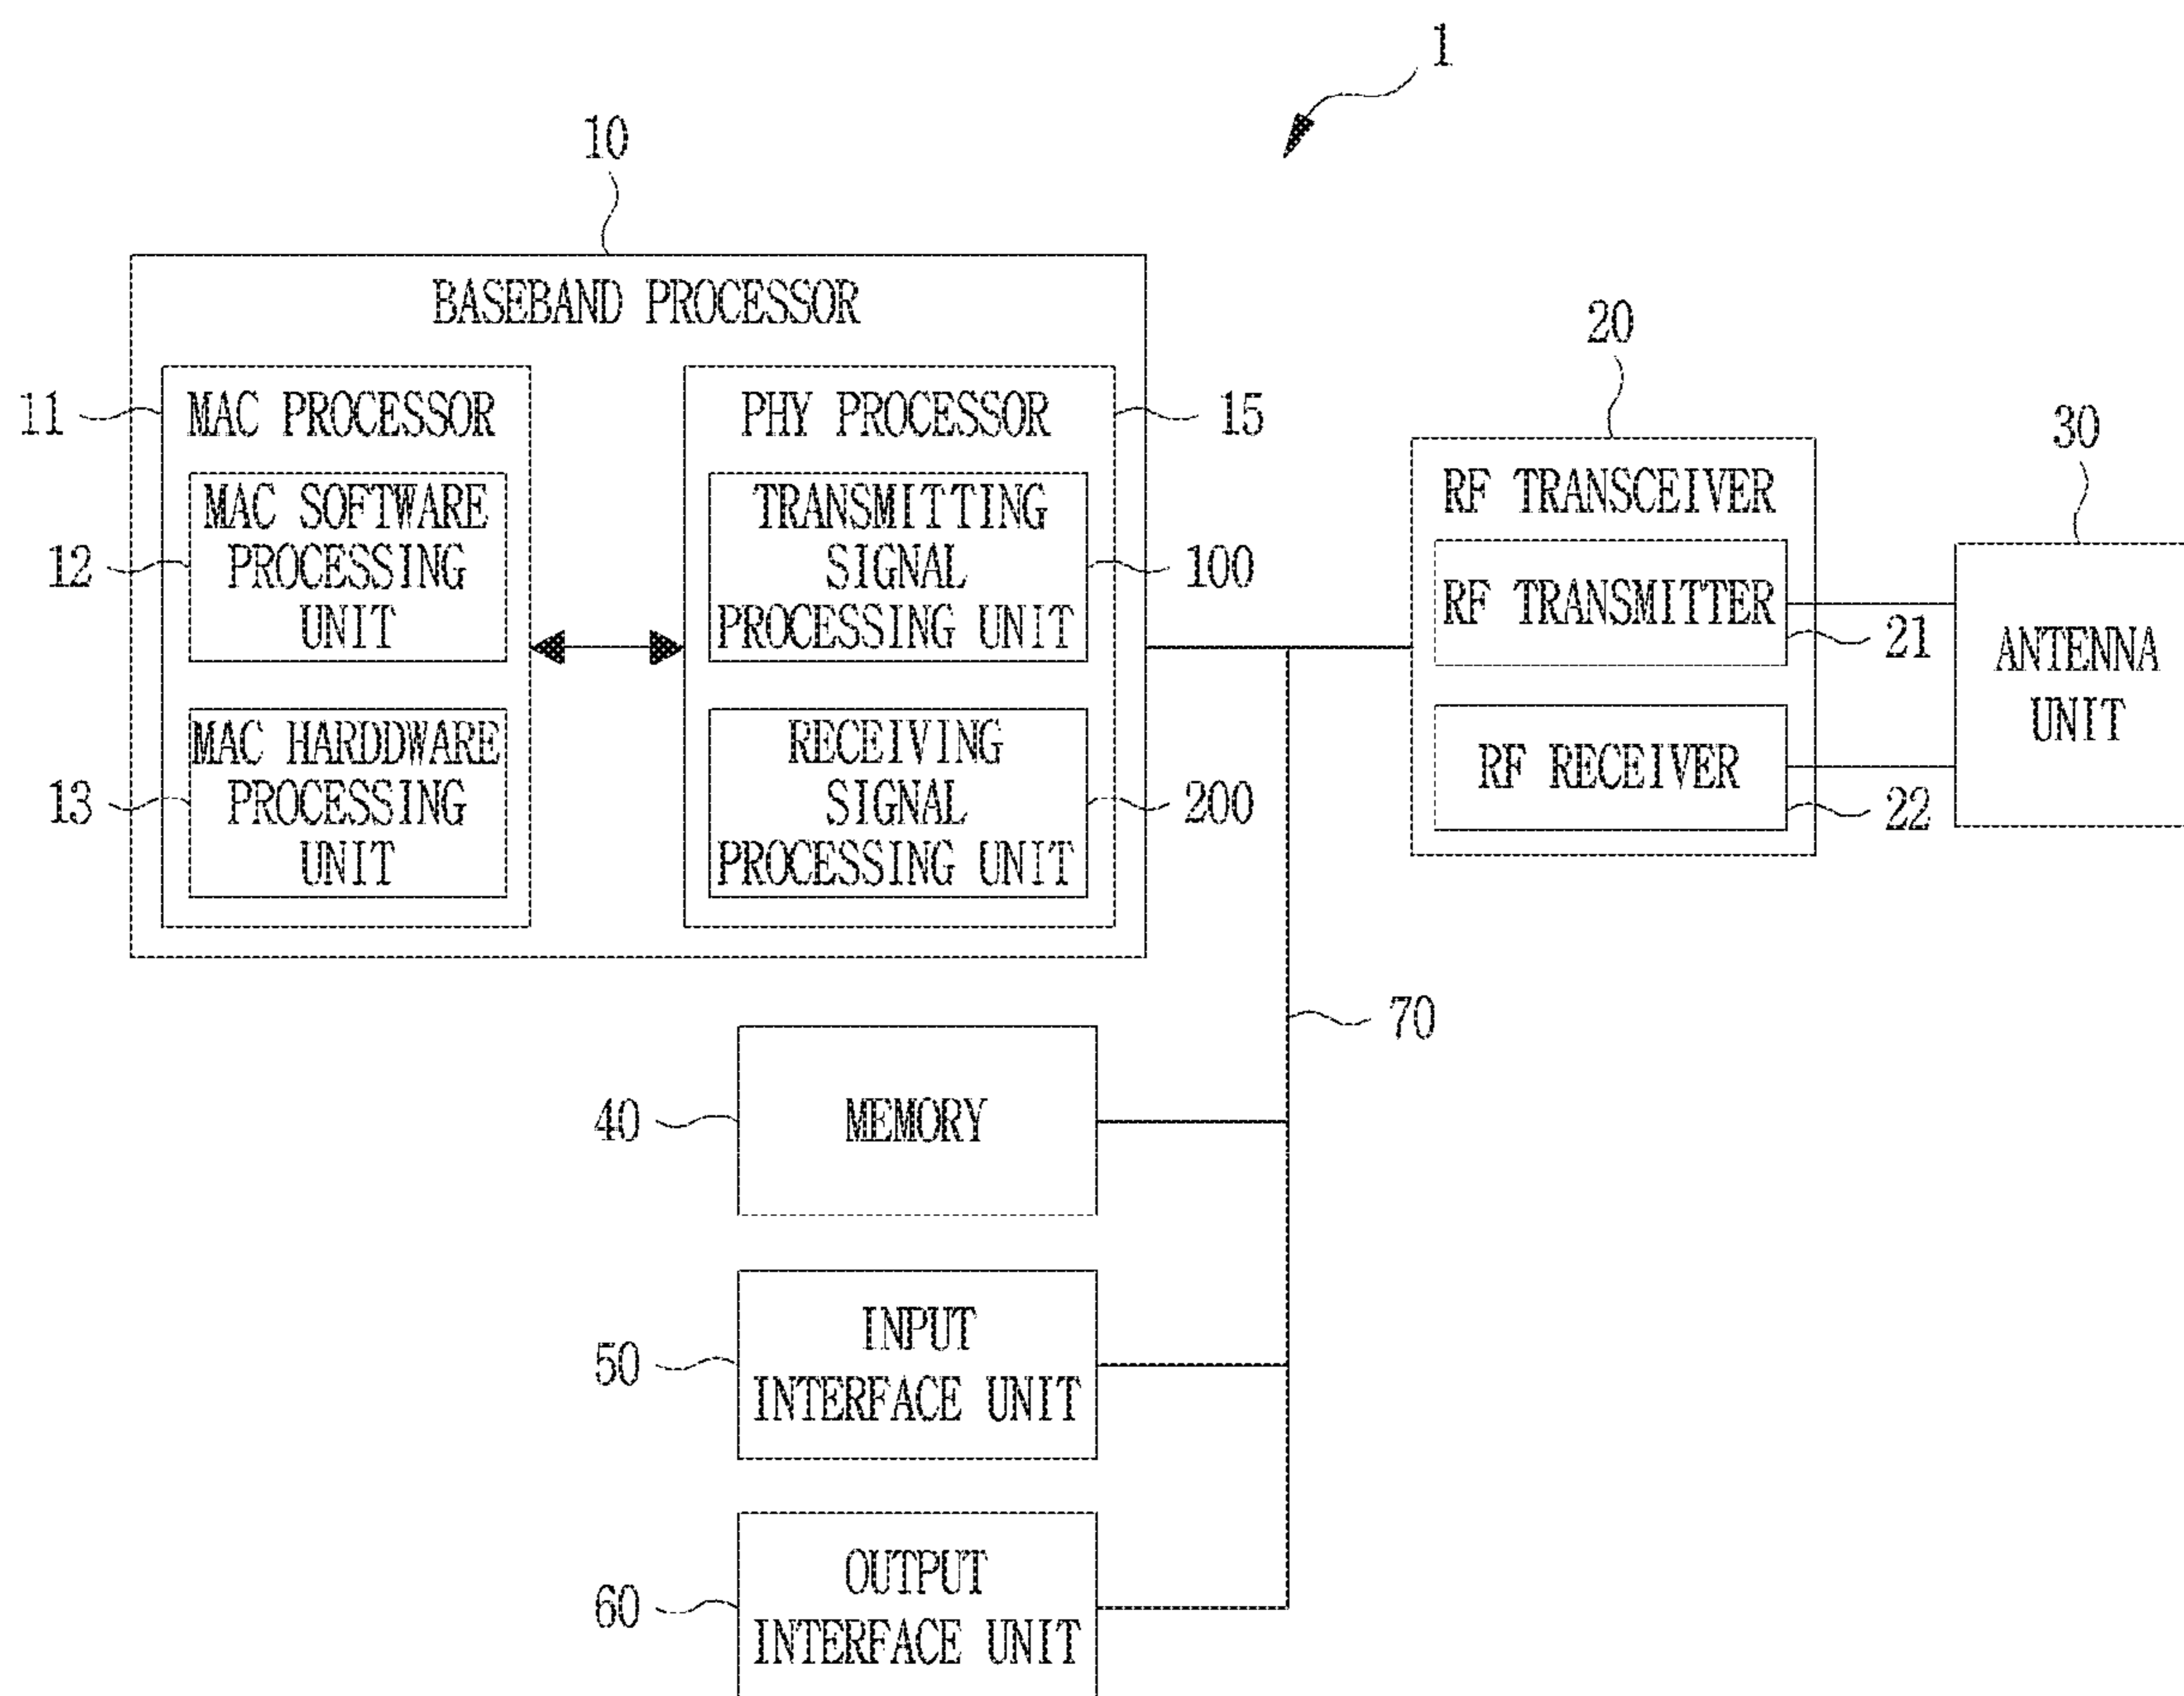 1
10
BASEBAND PROCESSOR
11
MAC PROCESSOR
12
MAC SOFTWARE
PROCESSING
UNIT
13
MAC HARDDWARE
PROCESSING
UNIT
PHY PROCESSOR
15
TRANSMITTING
SIGNAL
PROCESSING UNIT
100
RECEIVING
SIGNAL
PROCESSING UNIT
200
20
RF TRANSCEIVER
RF TRANSMITTER
21
RF RECEIVER
22
30
ANTENNA
UNIT
70
40
MEMORY
50
INPUT
INTERFACE UNIT
60
OUTPUT
INTERFACE UNIT